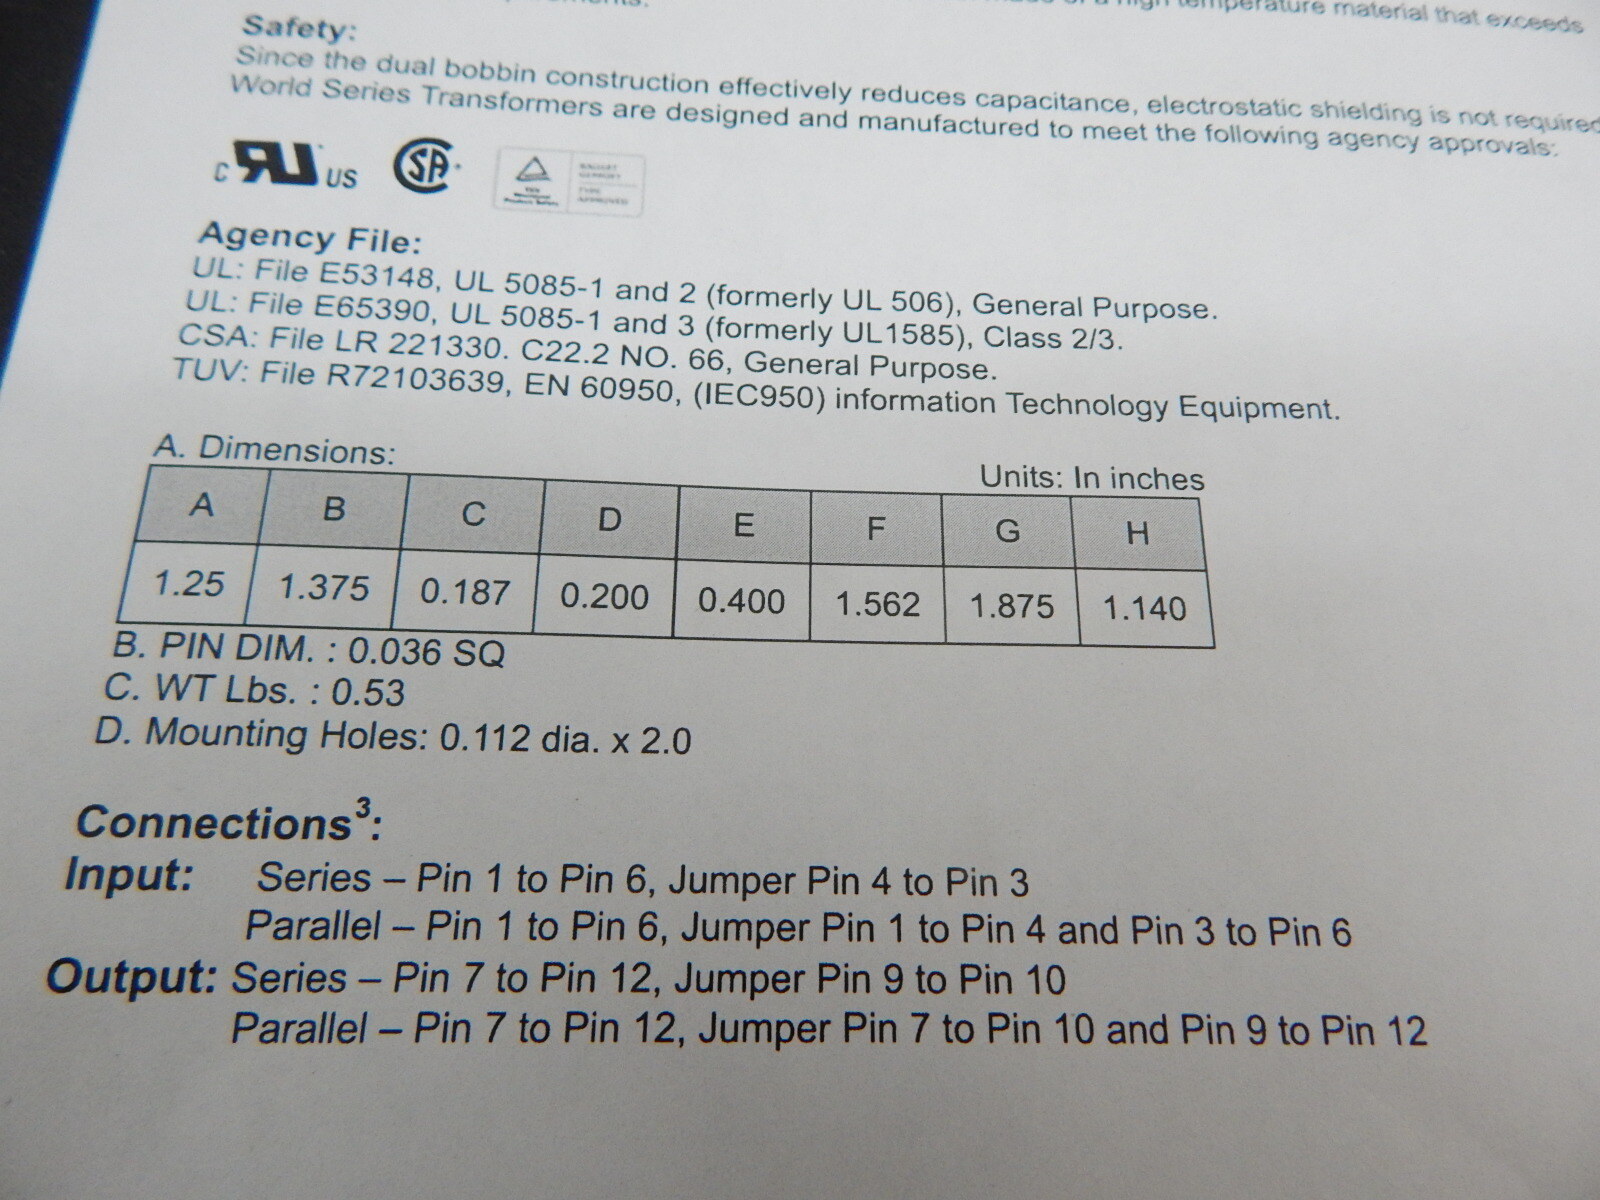 temperature material that exceeds
Safety:
Since the dual bobbin construction effectively reduces capacitance, electrostatic shielding is not required
World Series Transformers are designed and manufactured to meet the following agency approvals:
C RU US SA
Agency File:
UL: File E53148, UL 5085-1 and 2 (formerly UL 506), General Purpose.
UL: File E65390, UL 5085-1 and 3 (formerly UL1585), Class 2/3.
CSA: File LR 221330. C22.2 NO. 66, General Purpose.
TUV: File R72103639, EN 60950, (IEC950) information Technology Equipment.
A. Dimensions:
Units: In inches
A B C D E F G H
1.25 1.375 0.187 0.200 0.400 1.562 1.875 1.140
B. PIN DIM. : 0.036 SQ
C. WT Lbs. : 0.53
D. Mounting Holes: 0.112 dia. x 2.0
Connections³:
Input: Series – Pin 1 to Pin 6, Jumper Pin 4 to Pin 3
Parallel – Pin 1 to Pin 6, Jumper Pin 1 to Pin 4 and Pin 3 to Pin 6
Output: Series – Pin 7 to Pin 12, Jumper Pin 9 to Pin 10
Parallel – Pin 7 to Pin 12, Jumper Pin 7 to Pin 10 and Pin 9 to Pin 12